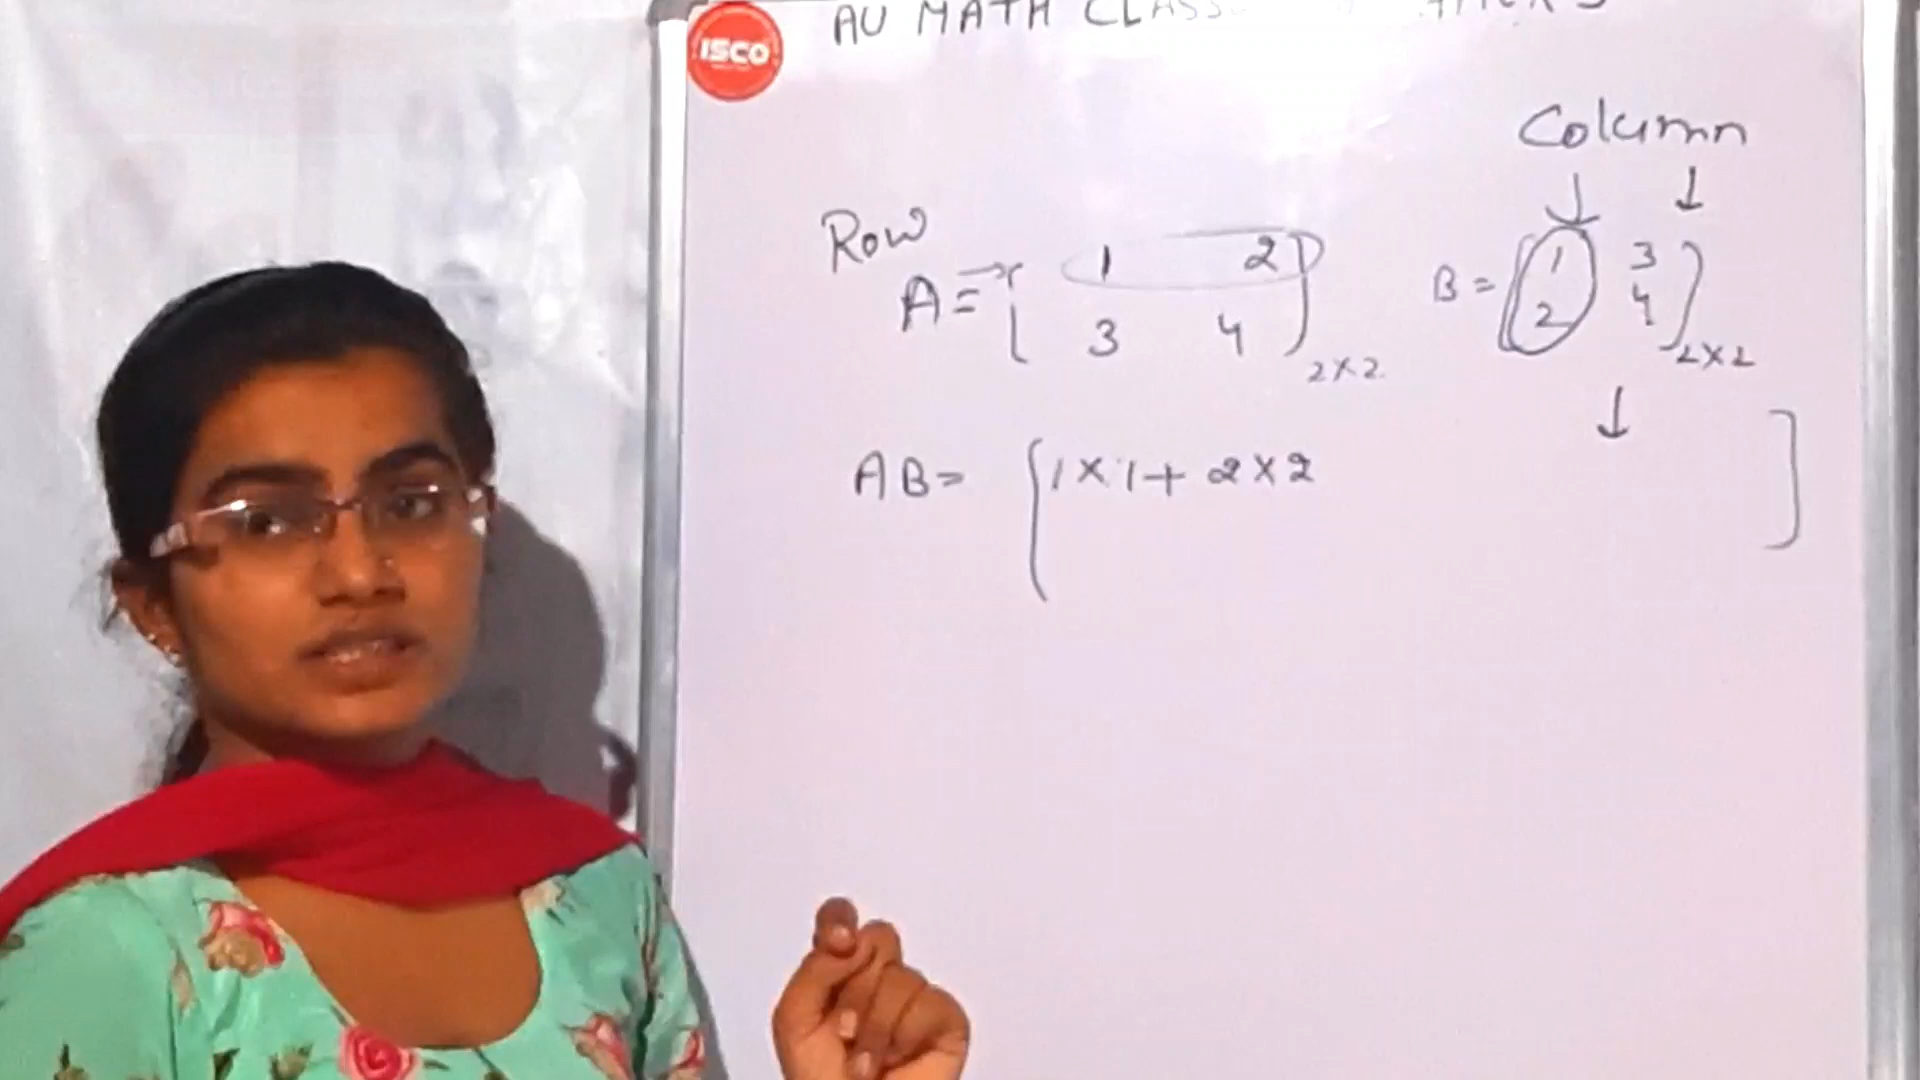 ISCO
AU MATH CLASS
Column
Row
A = [ 1 2
3 4 ] 2×2
B = [ 1 3
2 4 ] 2×2
AB = [ 1×1+ 2×2 ]